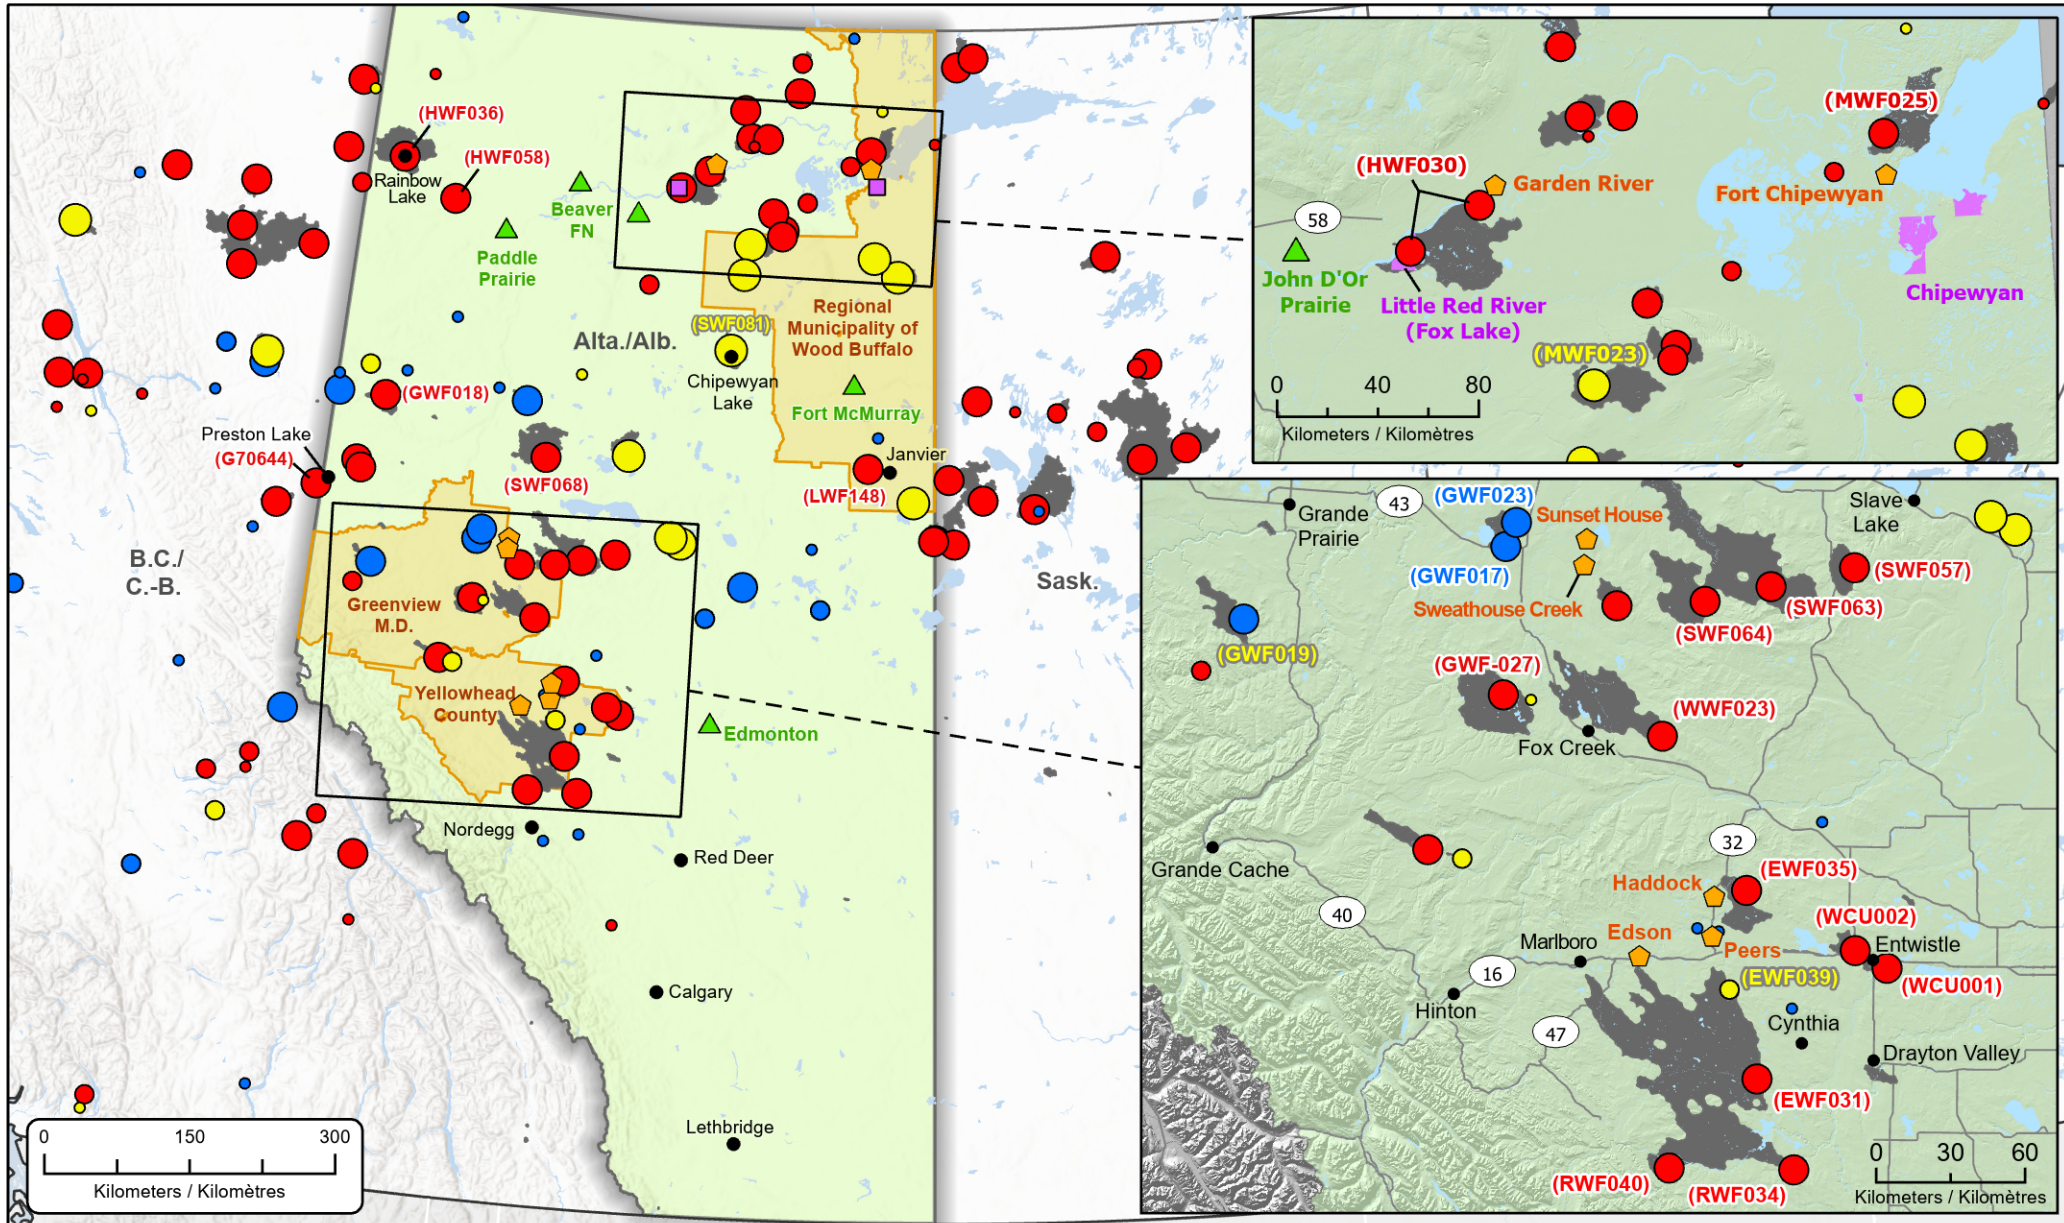 (HWF036)
(HWF058)
Rainbow
Lake
Beaver
FN
Paddle
Prairie
Alta./Alb.
(SWF081)
Regional
Municipality of
Wood Buffalo
Chipewyan
Lake
Fort McMurray
(GWF018)
Preston Lake
(G70644)
(SWF068)
Janvier
(LWF148)
B.C./
C.-B.
Sask.
Greenview
M.D.
Yellowhead
County
Edmonton
Nordegg
Red Deer
Calgary
Lethbridge
0 150 300
Kilometers / Kilomètres
(MWF025)
(HWF030)
Garden River
Fort Chipewyan
58
John D'Or
Prairie
Little Red River
(Fox Lake)
Chipewyan
(MWF023)
0 40 80
Kilometers / Kilomètres
Grande
Prairie
43
(GWF023)
Sunset House
Slave
Lake
(GWF017)
(SWF057)
Sweathouse Creek
(SWF063)
(SWF064)
(GWF019)
(GWF-027)
(WWF023)
Fox Creek
32
Grande Cache
(EWF035)
Haddock
40
(WCU002)
Marlboro
Edson
Entwistle
Peers
16
(EWF039)
(WCU001)
Hinton
Cynthia
47
Drayton Valley
(EWF031)
(RWF040)
(RWF034)
0 30 60
Kilometers / Kilomètres